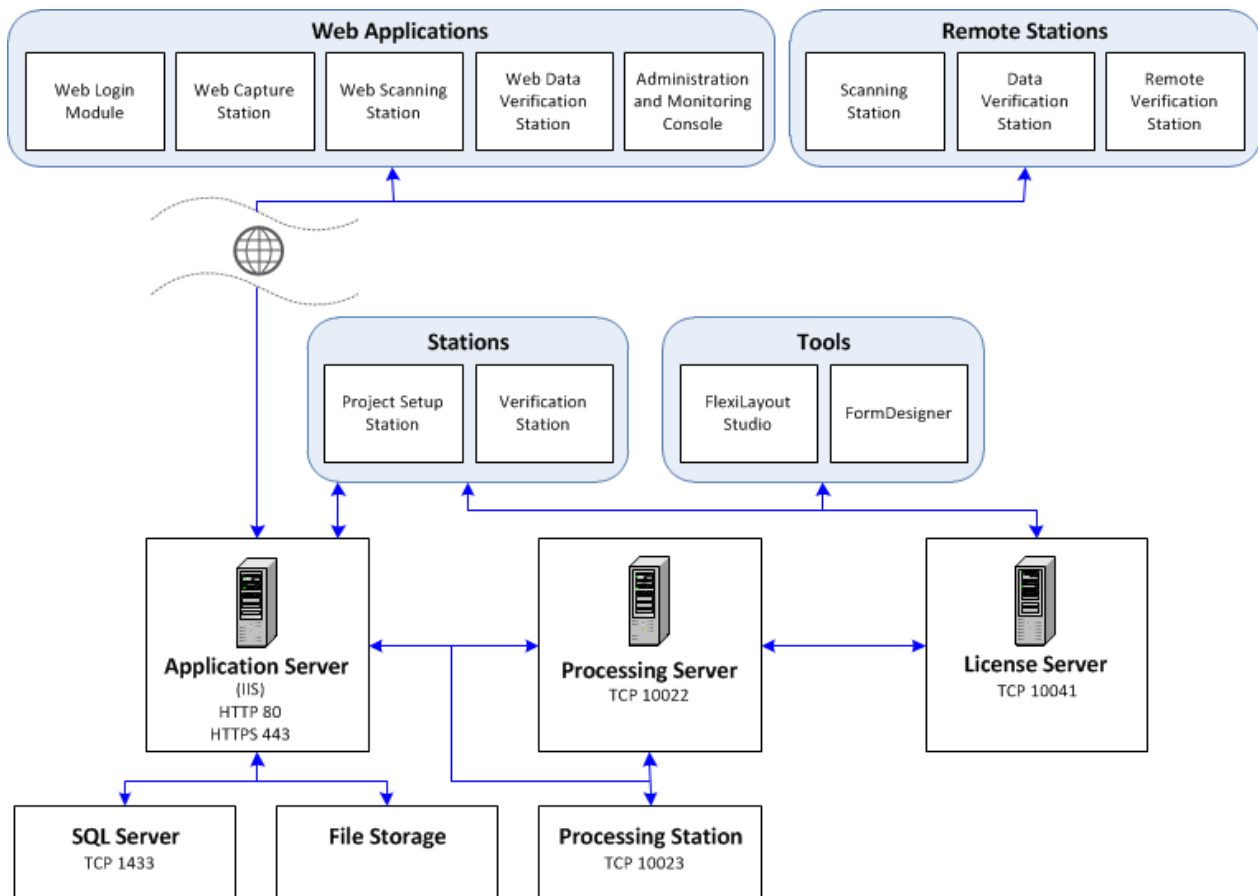 Web Applications
Web Login
Module
Web Capture
Station
Web Scanning
Station
Web Data
Verification
Station
Administration
and Monitoring
Console
Remote Stations
Scanning
Station
Data
Verification
Station
Remote
Verification
Station
Stations
Project Setup
Station
Verification
Station
Tools
FlexiLayout
Studio
FormDesigner
Application Server
(IIS)
HTTP 80
HTTPS 443
Processing Server
TCP 10022
License Server
TCP 10041
SQL Server
TCP 1433
File Storage
Processing Station
TCP 10023